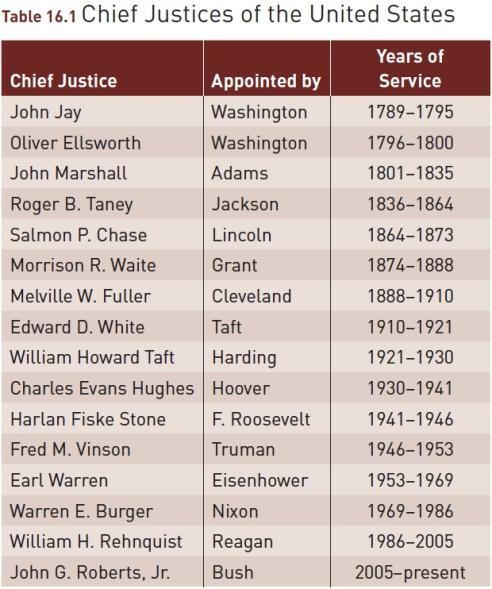 Table 16.1 Chief Justices of the United States
Chief Justice Appointed by Years of Service
John Jay Washington 1789–1795
Oliver Ellsworth Washington 1796–1800
John Marshall Adams 1801–1835
Roger B. Taney Jackson 1836–1864
Salmon P. Chase Lincoln 1864–1873
Morrison R. Waite Grant 1874–1888
Melville W. Fuller Cleveland 1888–1910
Edward D. White Taft 1910–1921
William Howard Taft Harding 1921–1930
Charles Evans Hughes Hoover 1930–1941
Harlan Fiske Stone F. Roosevelt 1941–1946
Fred M. Vinson Truman 1946–1953
Earl Warren Eisenhower 1953–1969
Warren E. Burger Nixon 1969–1986
William H. Rehnquist Reagan 1986–2005
John G. Roberts, Jr. Bush 2005–present